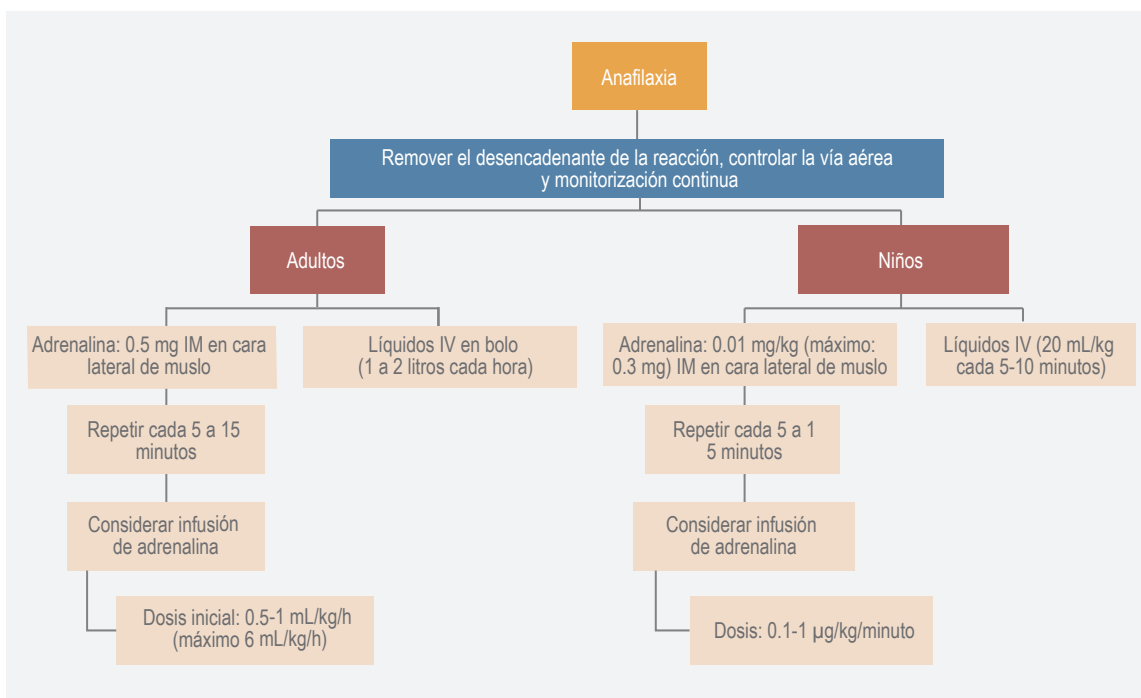 Anafilaxia
Remover el desencadenante de la reacción, controlar la vía aérea
y monitorización continua
Adultos
Adrenalina: 0.5 mg IM en cara
lateral de muslo
Líquidos IV en bolo
(1 a 2 litros cada hora)
Repetir cada 5 a 15
minutos
Considerar infusión
de adrenalina
Dosis inicial: 0.5-1 mL/kg/h
(máximo 6 mL/kg/h)
Niños
Adrenalina: 0.01 mg/kg (máximo:
0.3 mg) IM en cara lateral de muslo
Líquidos IV (20 mL/kg
cada 5-10 minutos)
Repetir cada 5 a 1
5 minutos
Considerar infusión
de adrenalina
Dosis: 0.1-1 µg/kg/minuto